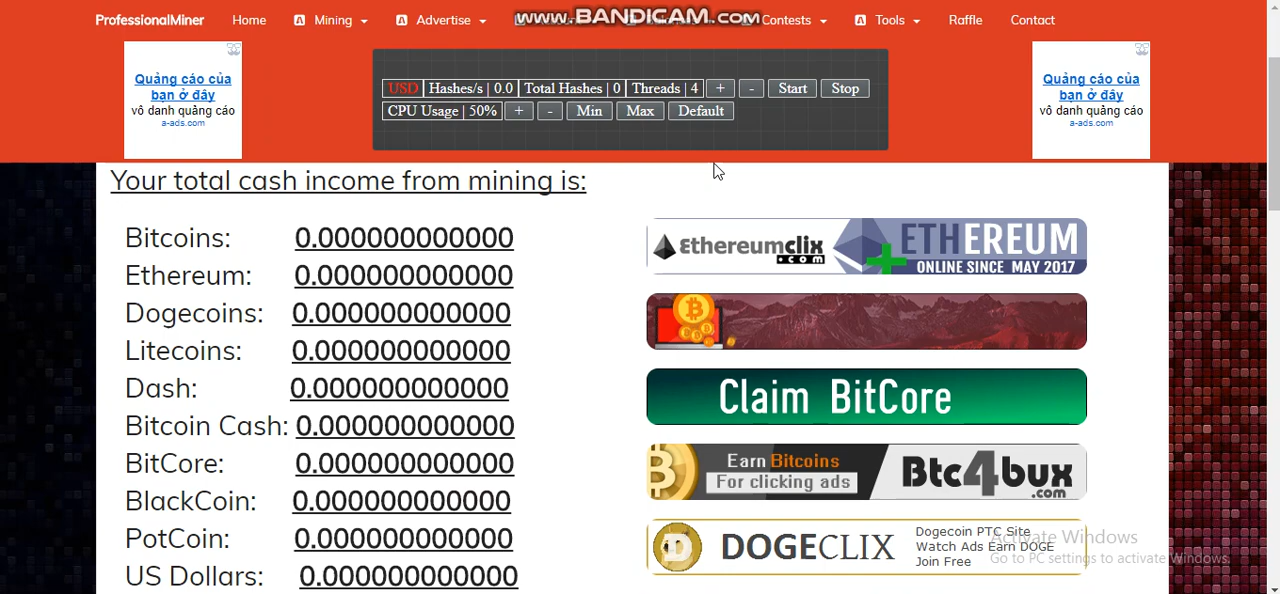 www.BANDICAM.com
ProfessionalMiner Home Mining Advertise Contests Tools Raffle Contact
Quảng cáo của
bạn ở đây
vô danh quảng cáo
a-ads.com
USD Hashes/s | 0.0 Total Hashes | 0 Threads | 4 + - Start Stop
CPU Usage | 50% + - Min Max Default
Quảng cáo của
bạn ở đây
vô danh quảng cáo
a-ads.com
Your total cash income from mining is:
Bitcoins: 0.000000000000
Ethereum: 0.000000000000
Dogecoins: 0.000000000000
Litecoins: 0.000000000000
Dash: 0.000000000000
Bitcoin Cash: 0.000000000000
BitCore: 0.000000000000
BlackCoin: 0.000000000000
PotCoin: 0.000000000000
US Dollars: 0.000000000000
Ethereumclix
.com
ETHEREUM
ONLINE SINCE MAY 2017
Claim BitCore
Earn Bitcoins
For clicking ads
Btc4bux
.com
DOGECLIX
Dogecoin PTC Site
Watch Ads Earn DOGE
Join Free
Activate Windows
Go to PC settings to activate Windows.